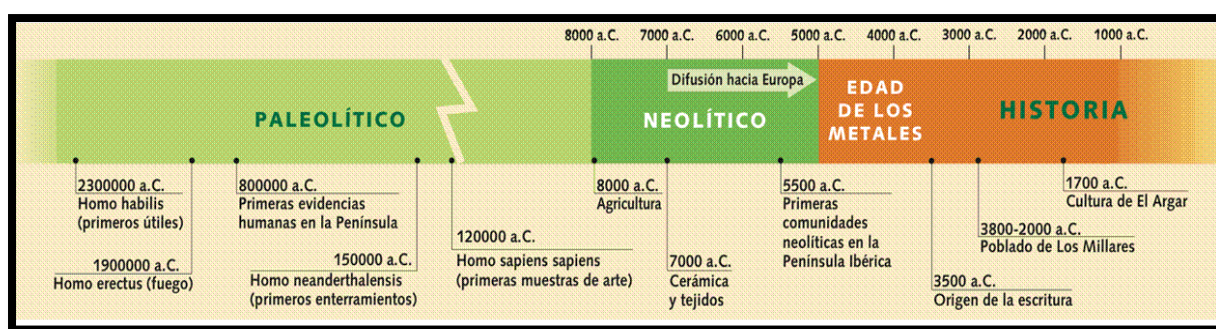 8000 a.C. 7000 a.C. 6000 a.C. 5000 a.C. 4000 a.C. 3000 a.C. 2000 a.C. 1000 a.C.
Difusión hacia Europa
PALEOLÍTICO
NEOLÍTICO
EDAD
DE LOS
METALES
HISTORIA
2300000 a.C.
Homo habilis
(primeros útiles)
1900000 a.C.
Homo erectus (fuego)
800000 a.C.
Primeras evidencias
humanas en la Península
150000 a.C.
Homo neanderthalensis
(primeros enterramientos)
120000 a.C.
Homo sapiens sapiens
(primeras muestras de arte)
8000 a.C.
Agricultura
7000 a.C.
Cerámica
y tejidos
5500 a.C.
Primeras
comunidades
neolíticas en la
Península Ibérica
3500 a.C.
Origen de la escritura
3800-2000 a.C.
Poblado de Los Millares
1700 a.C.
Cultura de El Argar